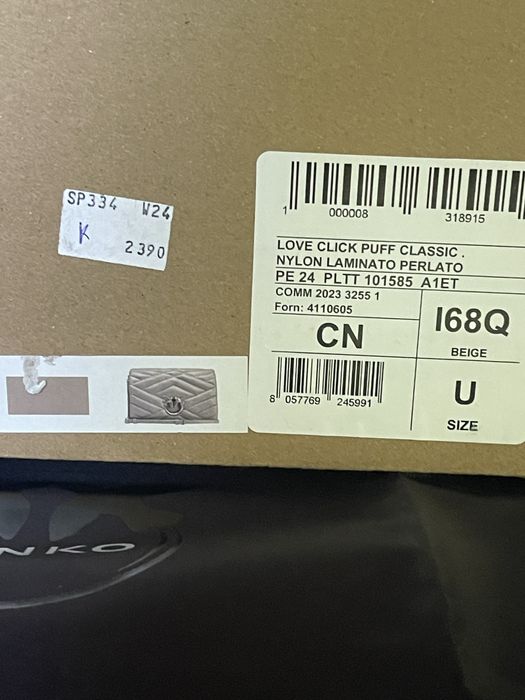 SP334 W24
K 2390
1 000008 318915
LOVE CLICK PUFF CLASSIC .
NYLON LAMINATO PERLATO
PE 24 PLTT 101585 A1ET
COMM 2023 3255 1
Forn: 4110605
CN
I68Q
BEIGE
8 057769 245991
U
SIZE
NKO